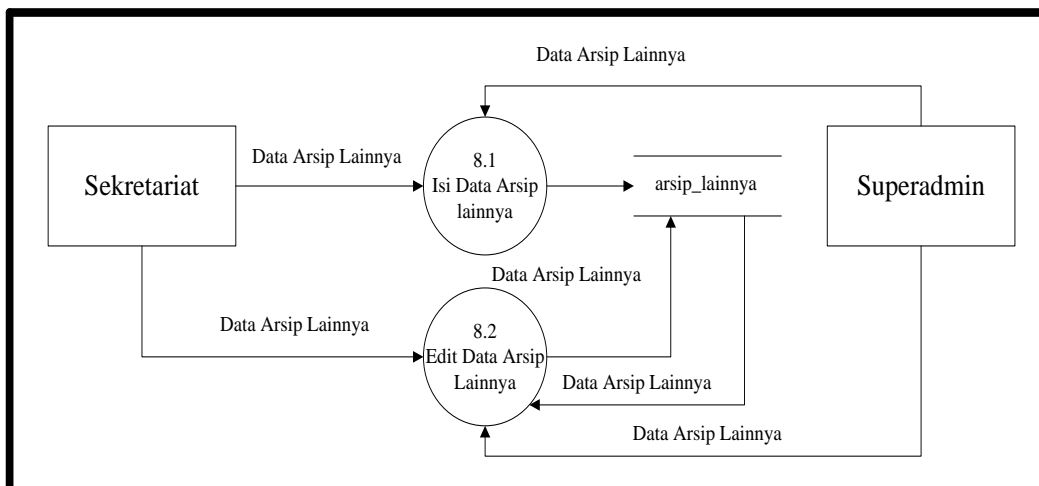 Data Arsip Lainnya
Sekretariat
Data Arsip Lainnya
8.1
Isi Data Arsip
lainnya
arsip_lainnya
Superadmin
Data Arsip Lainnya
Data Arsip Lainnya
8.2
Edit Data Arsip
Lainnya
Data Arsip Lainnya
Data Arsip Lainnya